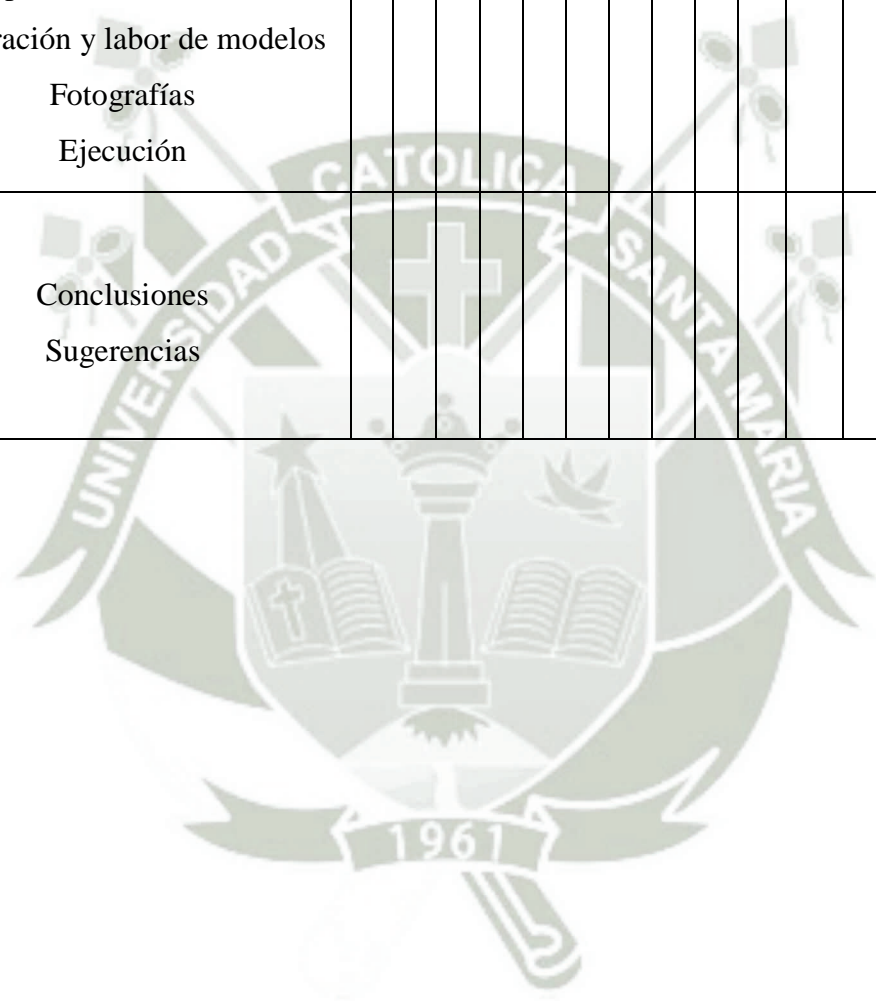 ración y labor de modelos
Fotografías
Ejecución
CATOLICA
UNIVERSIDAD
SANTA MARIA
Conclusiones
Sugerencias
1961